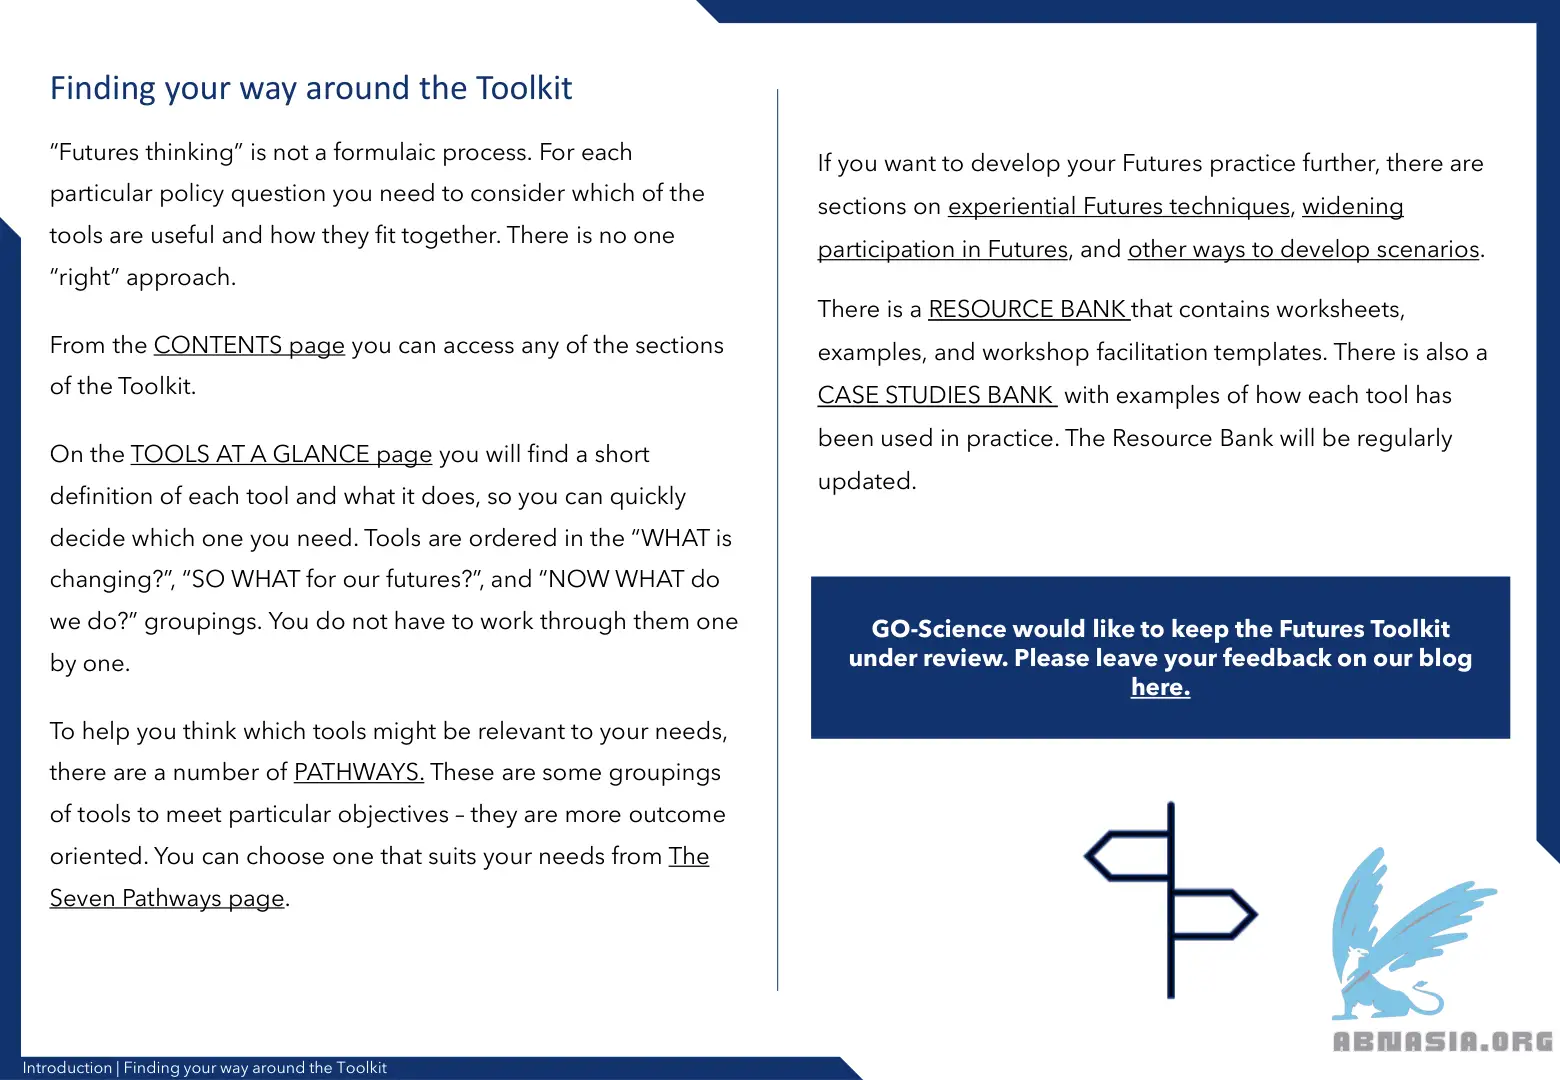 Finding your way around the Toolkit
“Futures thinking” is not a formulaic process. For each
particular policy question you need to consider which of the
tools are useful and how they fit together. There is no one
“right” approach.
From the CONTENTS page you can access any of the sections
of the Toolkit.
On the TOOLS AT A GLANCE page you will find a short
definition of each tool and what it does, so you can quickly
decide which one you need. Tools are ordered in the “WHAT is
changing?”, “SO WHAT for our futures?”, and “NOW WHAT do
we do?” groupings. You do not have to work through them one
by one.
To help you think which tools might be relevant to your needs,
there are a number of PATHWAYS. These are some groupings
of tools to meet particular objectives – they are more outcome
oriented. You can choose one that suits your needs from The
Seven Pathways page.
If you want to develop your Futures practice further, there are
sections on experiential Futures techniques, widening
participation in Futures, and other ways to develop scenarios.
There is a RESOURCE BANK that contains worksheets,
examples, and workshop facilitation templates. There is also a
CASE STUDIES BANK with examples of how each tool has
been used in practice. The Resource Bank will be regularly
updated.
GO-Science would like to keep the Futures Toolkit
under review. Please leave your feedback on our blog
here.
ABNASIA.ORG
Introduction | Finding your way around the Toolkit